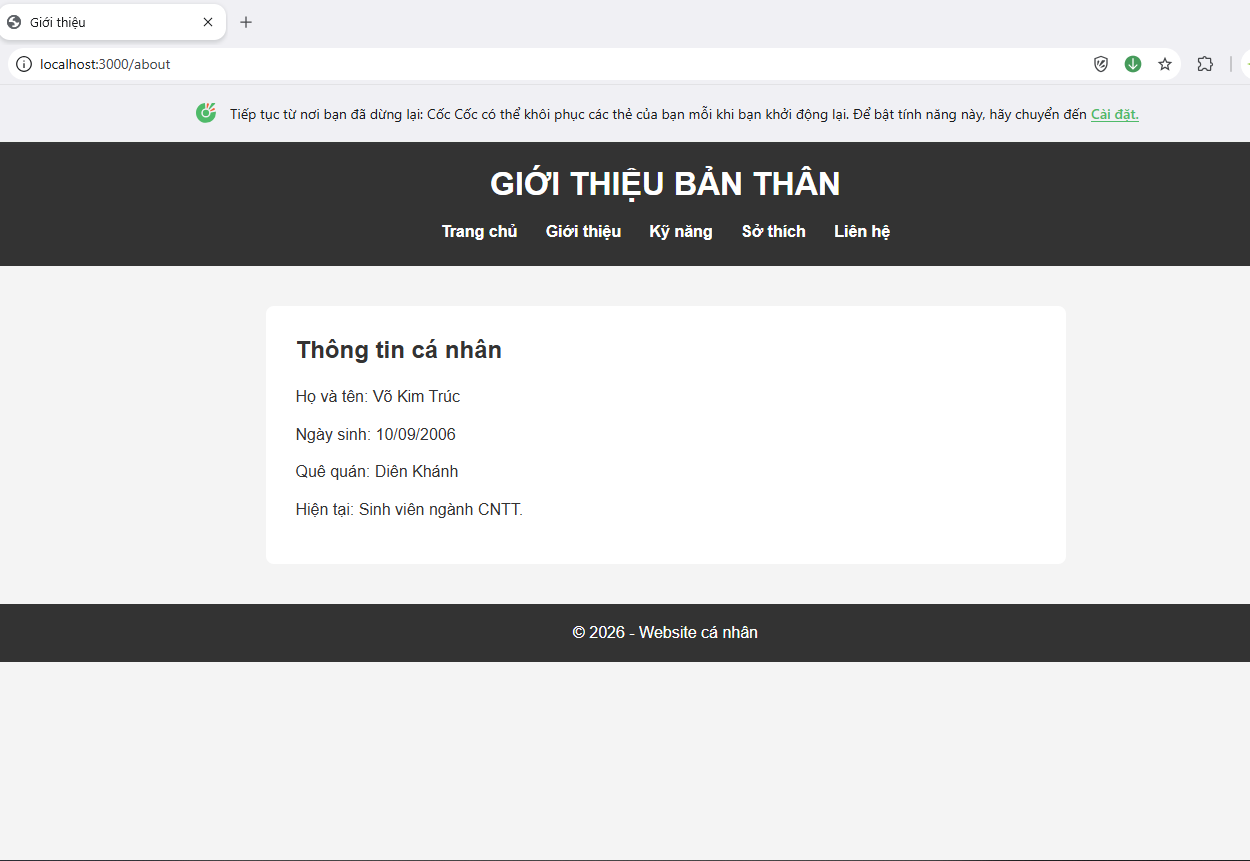 Giới thiệu
localhost:3000/about
Tiếp tục từ nơi bạn đã dừng lại: Cốc Cốc có thể khôi phục các thẻ của bạn mỗi khi bạn khởi động lại. Để bật tính năng này, hãy chuyển đến Cài đặt.
GIỚI THIỆU BẢN THÂN
Trang chủ Giới thiệu Kỹ năng Sở thích Liên hệ
Thông tin cá nhân
Họ và tên: Võ Kim Trúc
Ngày sinh: 10/09/2006
Quê quán: Diên Khánh
Hiện tại: Sinh viên ngành CNTT.
© 2026 - Website cá nhân